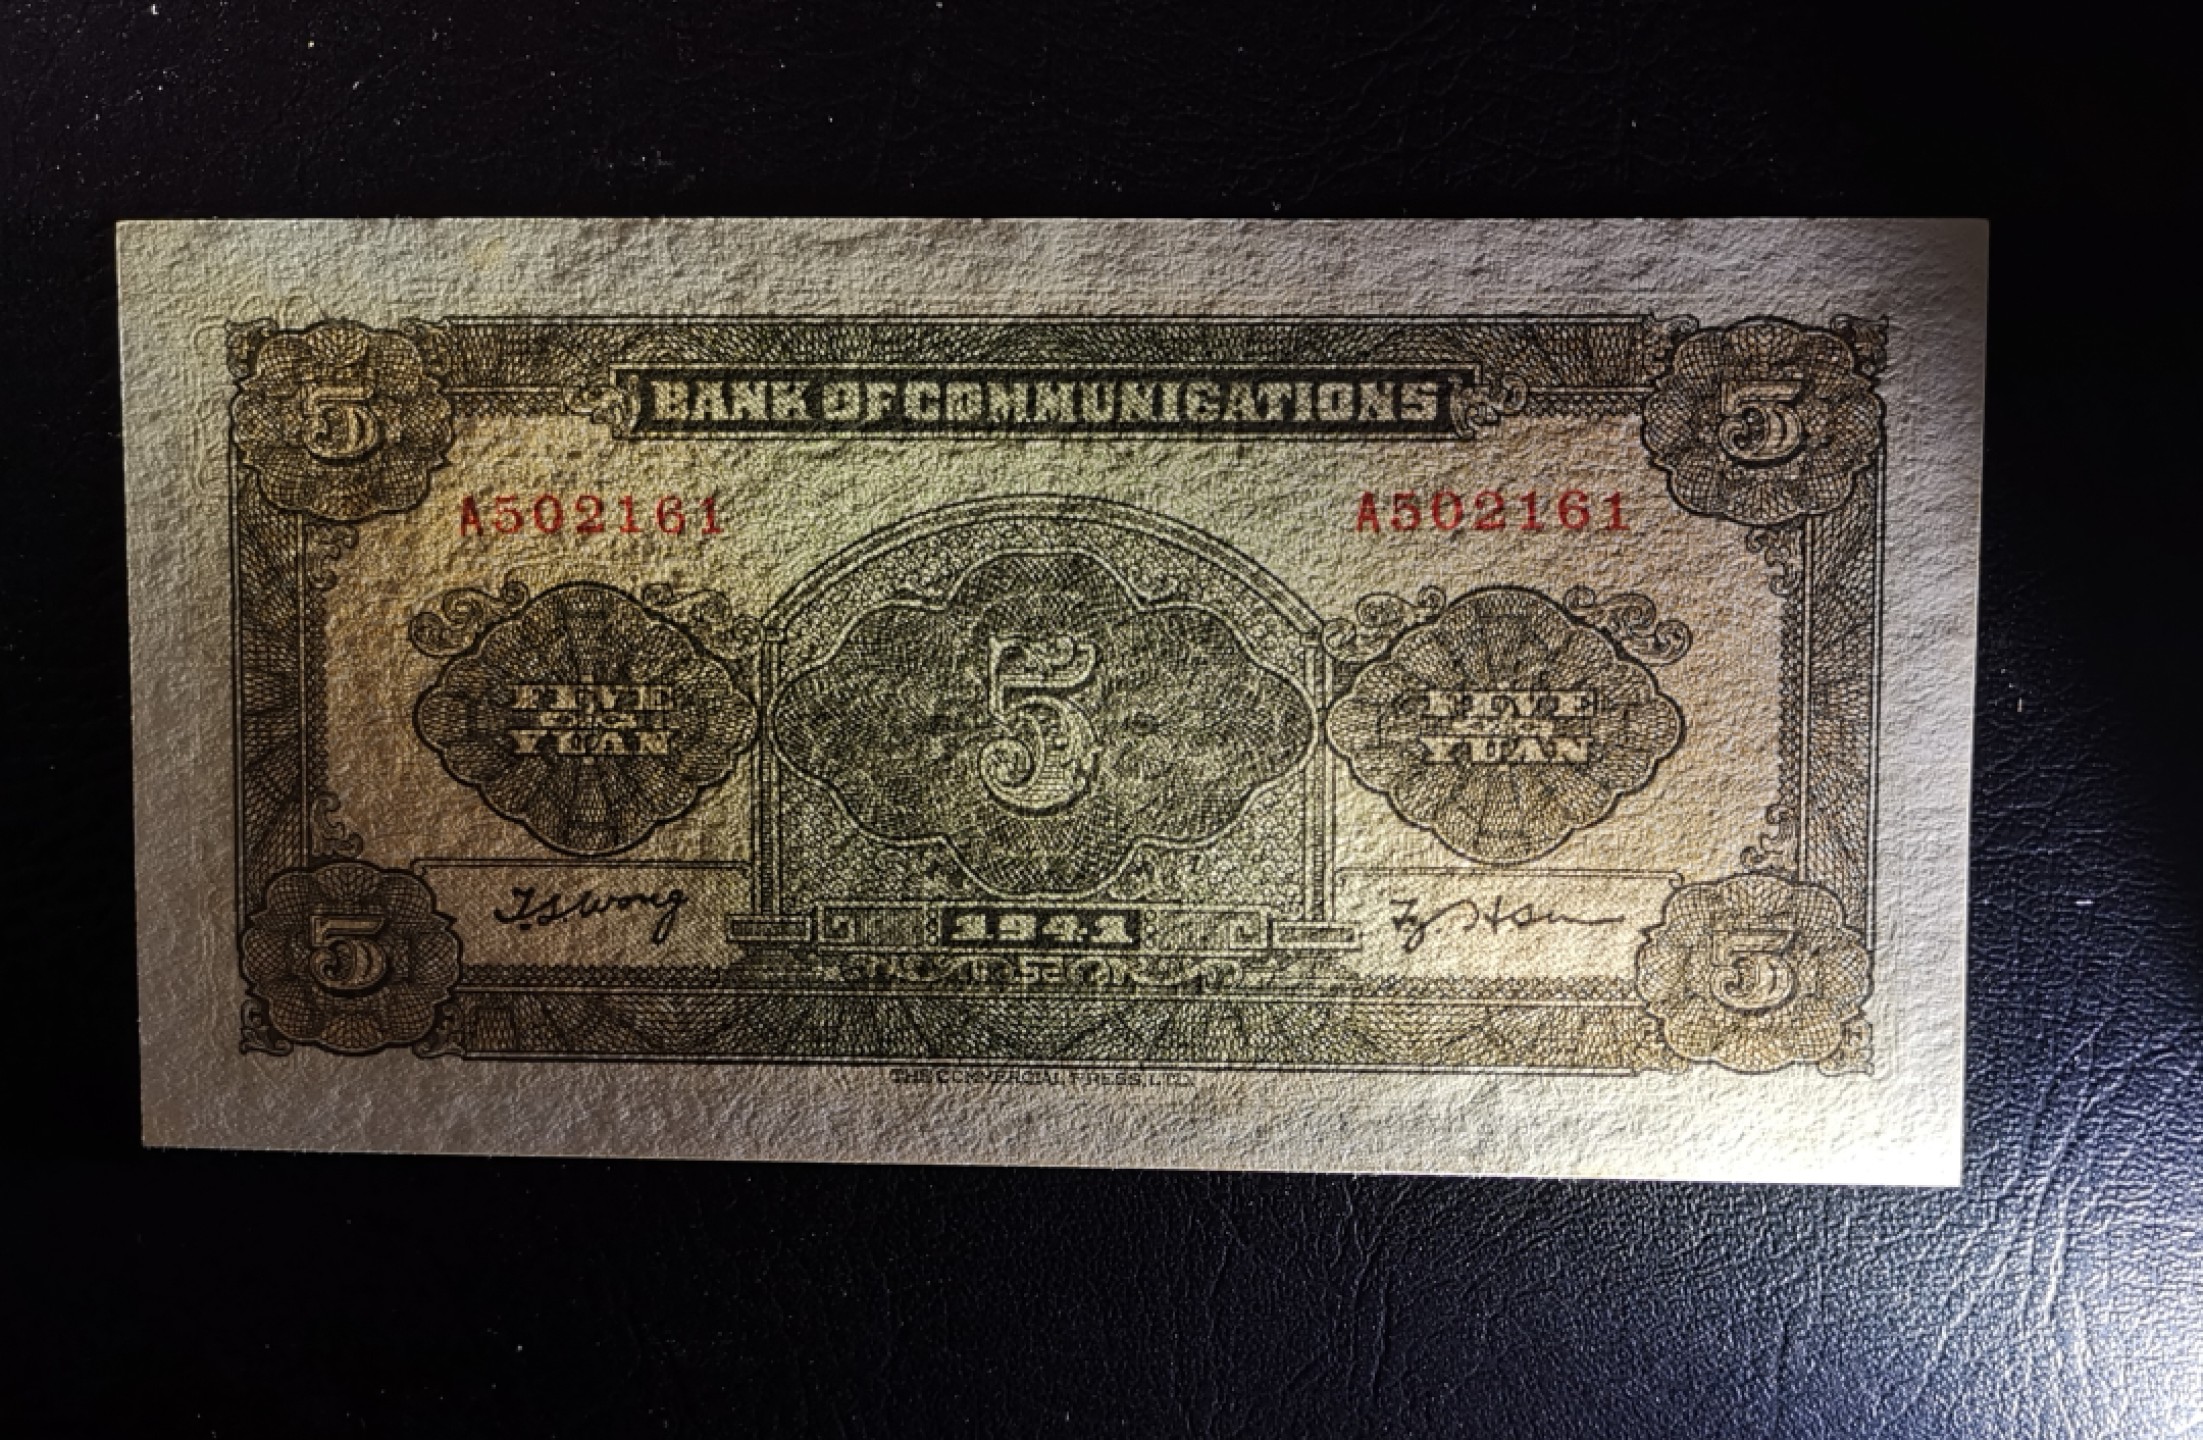 5 5
BANK OF COMMUNICATIONS
A502161 A502161
FIVE 5 FIVE
YUAN YUAN
T S Wong
1941
5 5
THE COMMERCIAL PRESS, LTD.